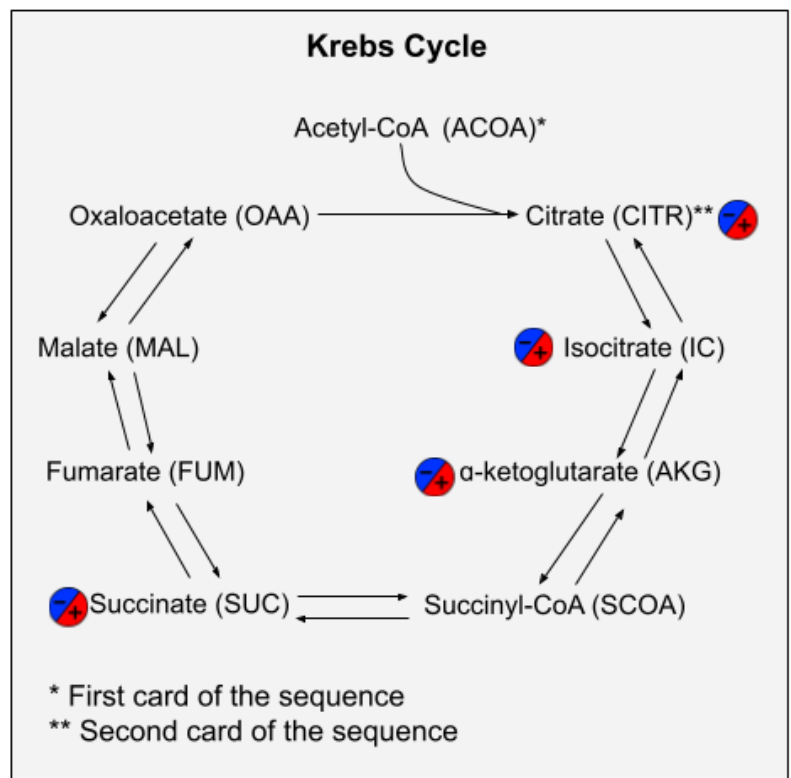 Krebs Cycle
Acetyl-CoA (ACOA)*
Oxaloacetate (OAA)
Citrate (CITR)**
- +
Malate (MAL)
- +
Isocitrate (IC)
Fumarate (FUM)
- +
α-ketoglutarate (AKG)
- +
Succinate (SUC)
Succinyl-CoA (SCOA)
* First card of the sequence
** Second card of the sequence